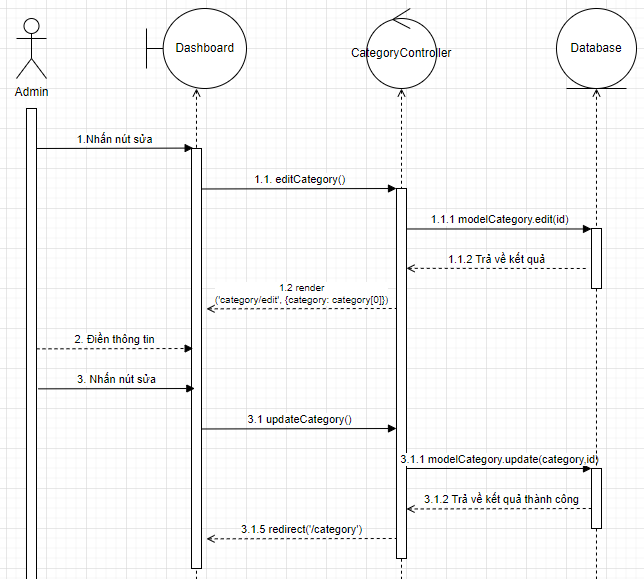 Dashboard
CategoryController
Database
Admin
1.Nhấn nút sửa
1.1. editCategory()
1.1.1 modelCategory.edit(id)
1.1.2 Trả về kết quả
1.2 render
('category/edit', {category: category[0]})
2. Điền thông tin
3. Nhấn nút sửa
3.1 updateCategory()
3.1.1 modelCategory.update(category,id)
3.1.2 Trả về kết quả thành công
3.1.5 redirect('/category')